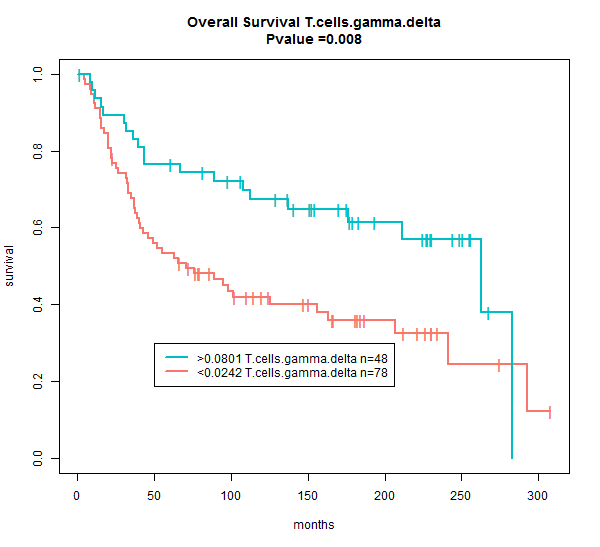 Overall Survival T.cells.gamma.delta
Pvalue =0.008
survival
1.0
0.8
0.6
0.4
0.2
0.0
>0.0801 T.cells.gamma.delta n=48
<0.0242 T.cells.gamma.delta n=78
0 50 100 150 200 250 300
months